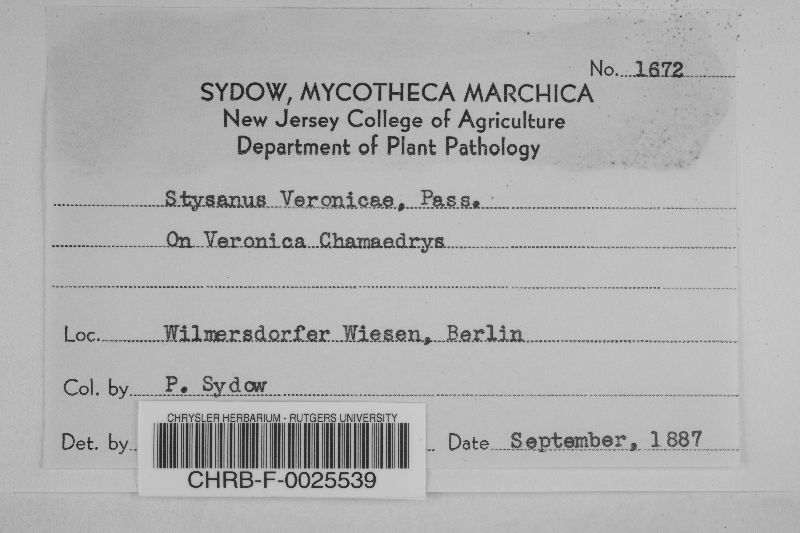 No. 1672
SYDOW, MYCOTHECA MARCHICA
New Jersey College of Agriculture
Department of Plant Pathology
Stysanus Veronicae, Pass.
On Veronica Chamaedrys
Loc. Wilmersdorfer Wiesen, Berlin
Col. by P. Sydow
Det. by
Date September, 1887
CHRYSLER HERBARIUM - RUTGERS UNIVERSITY
CHRB-F-0025539